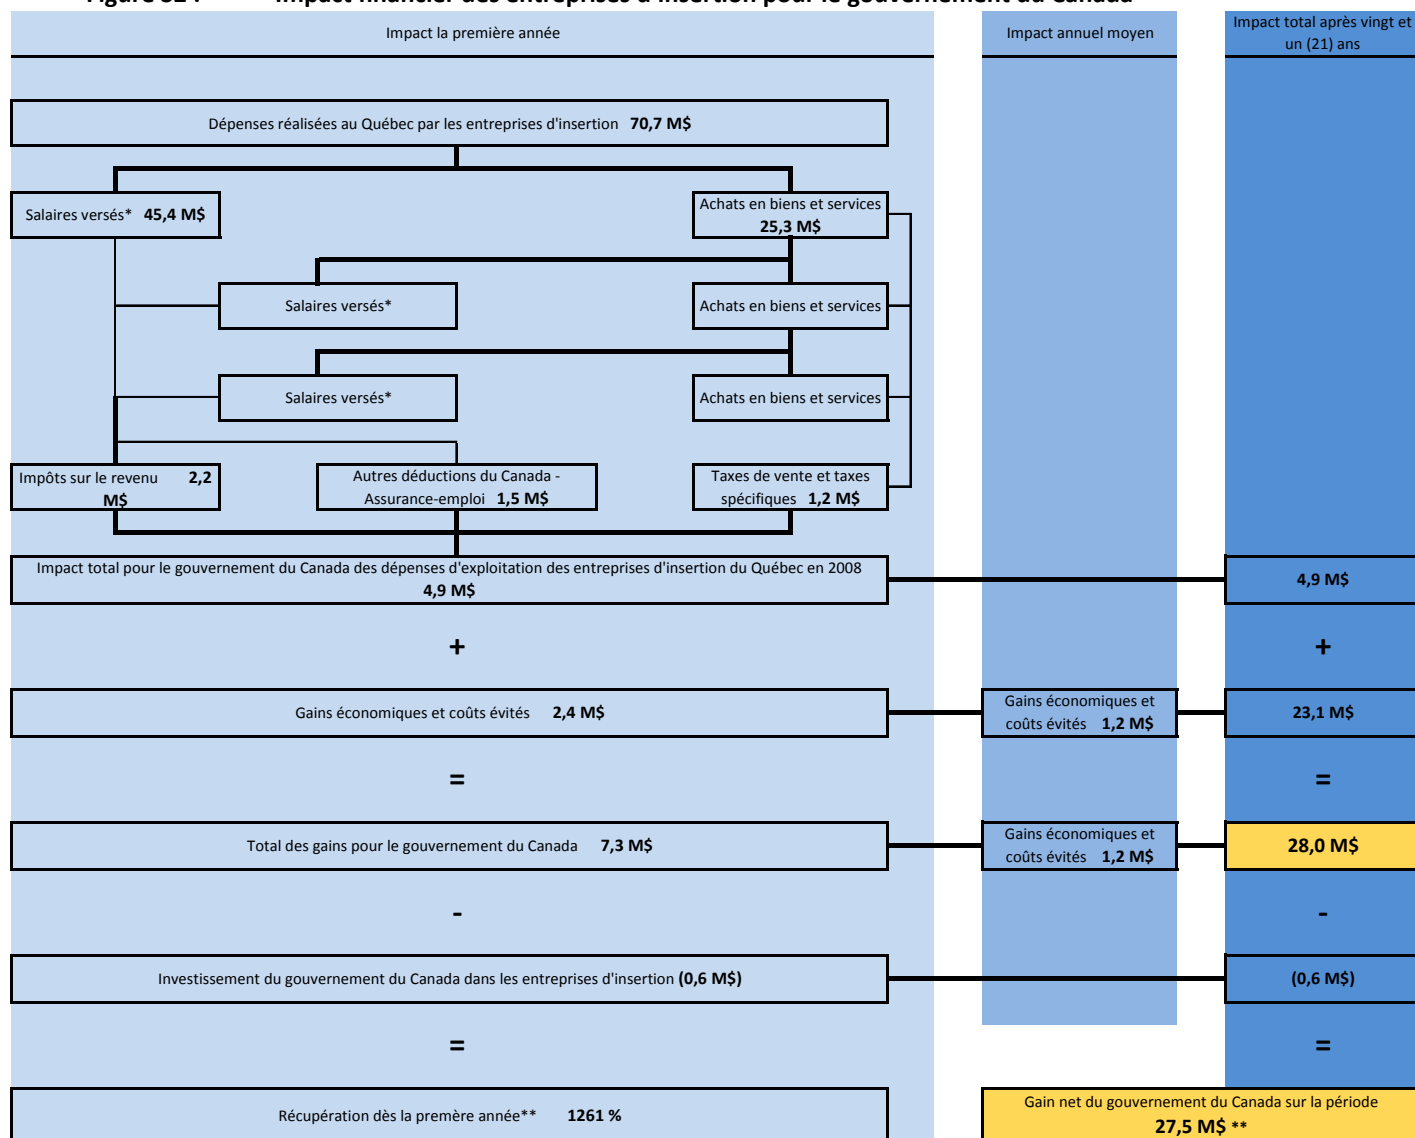 Impact la première année
Impact annuel moyen
Impact total après vingt et
un (21) ans
Dépenses réalisées au Québec par les entreprises d'insertion 70,7 M$
Salaires versés* 45,4 M$
Achats en biens et services
25,3 M$
Salaires versés*
Achats en biens et services
Salaires versés*
Achats en biens et services
Impôts sur le revenu 2,2
M$
Autres déductions du Canada -
Assurance-emploi 1,5 M$
Taxes de vente et taxes
spécifiques 1,2 M$
Impact total pour le gouvernement du Canada des dépenses d'exploitation des entreprises d'insertion du Québec en 2008
4,9 M$
4,9 M$
+
+
Gains économiques et coûts évités 2,4 M$
Gains économiques et
coûts évités 1,2 M$
23,1 M$
=
=
Total des gains pour le gouvernement du Canada 7,3 M$
Gains économiques et
coûts évités 1,2 M$
28,0 M$
-
-
Investissement du gouvernement du Canada dans les entreprises d'insertion (0,6 M$)
(0,6 M$)
=
=
Récupération dès la premère année** 1261 %
Gain net du gouvernement du Canada sur la période
27,5 M$ **